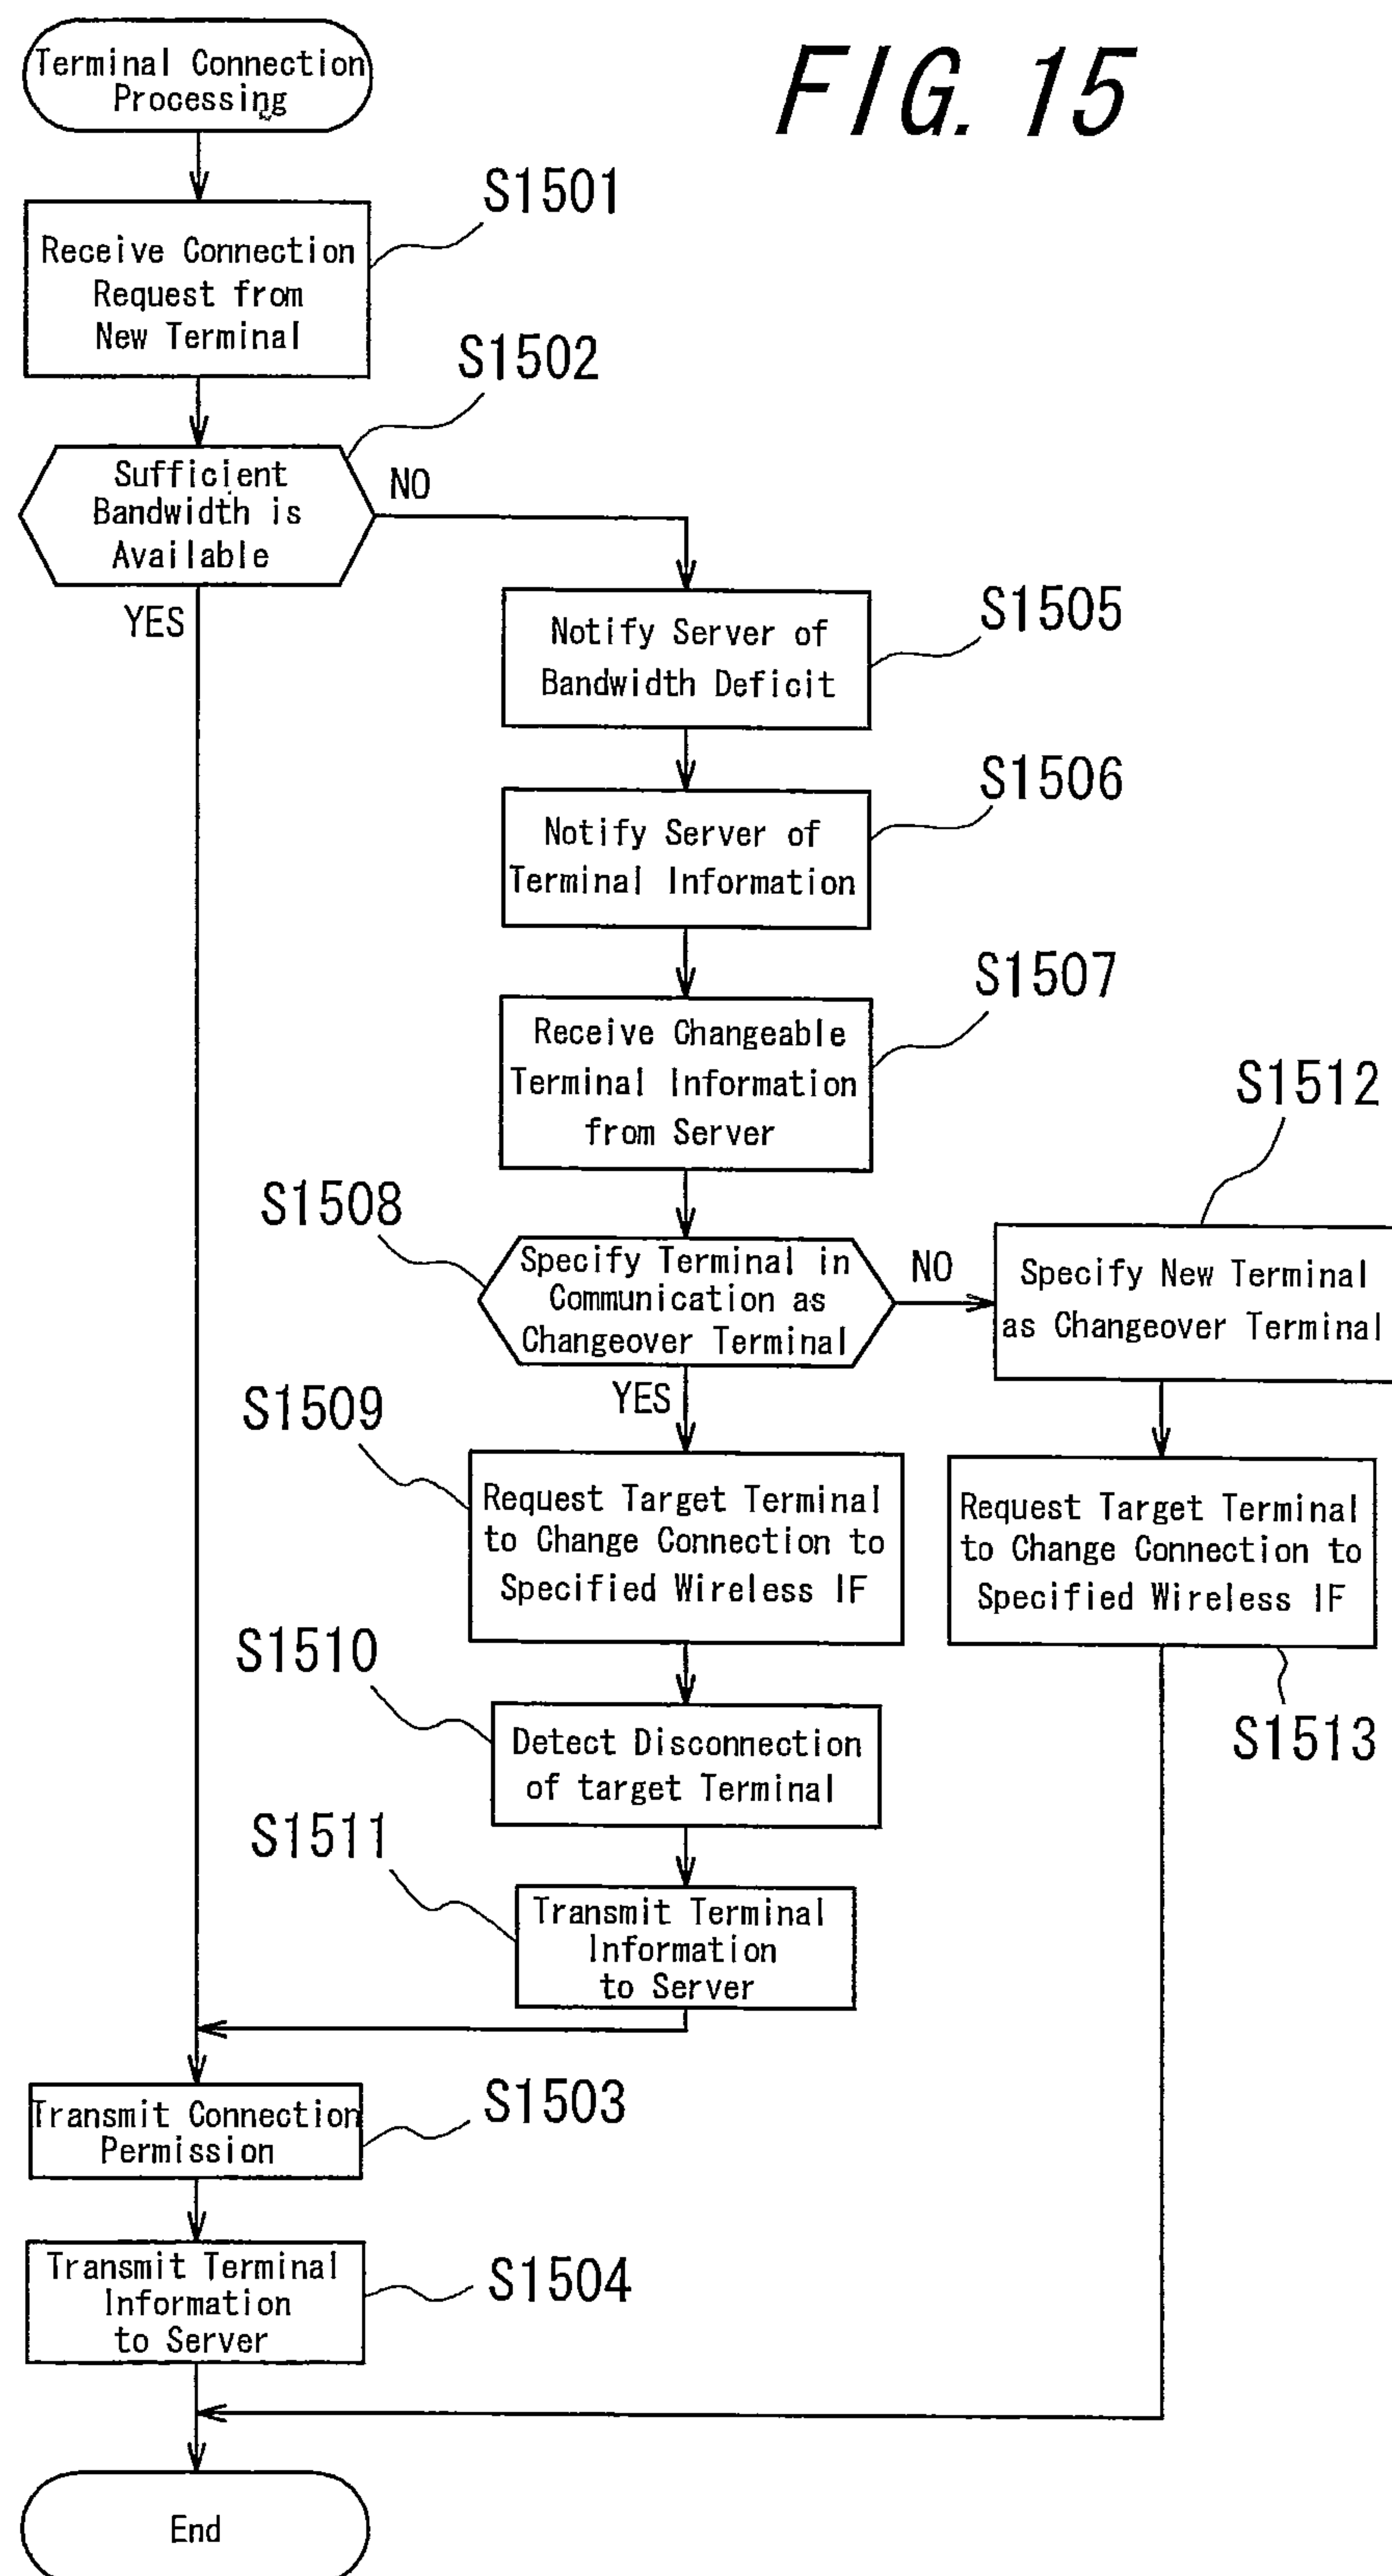 FIG. 15
Terminal Connection
Processing
S1501
Receive Connection
Request from
New Terminal
S1502
Sufficient
Bandwidth is
Available
NO
YES
S1505
Notify Server of
Bandwidth Deficit
S1506
Notify Server of
Terminal Information
S1507
Receive Changeable
Terminal Information
from Server
S1508
Specify Terminal in
Communication as
Changeover Terminal
NO
YES
S1512
Specify New Terminal
as Changeover Terminal
S1509
Request Target Terminal
to Change Connection to
Specified Wireless IF
Request Target Terminal
to Change Connection to
Specified Wireless IF
S1513
S1510
Detect Disconnection
of target Terminal
S1511
Transmit Terminal
Information
to Server
S1503
Transmit Connection
Permission
S1504
Transmit Terminal
Information
to Server
End